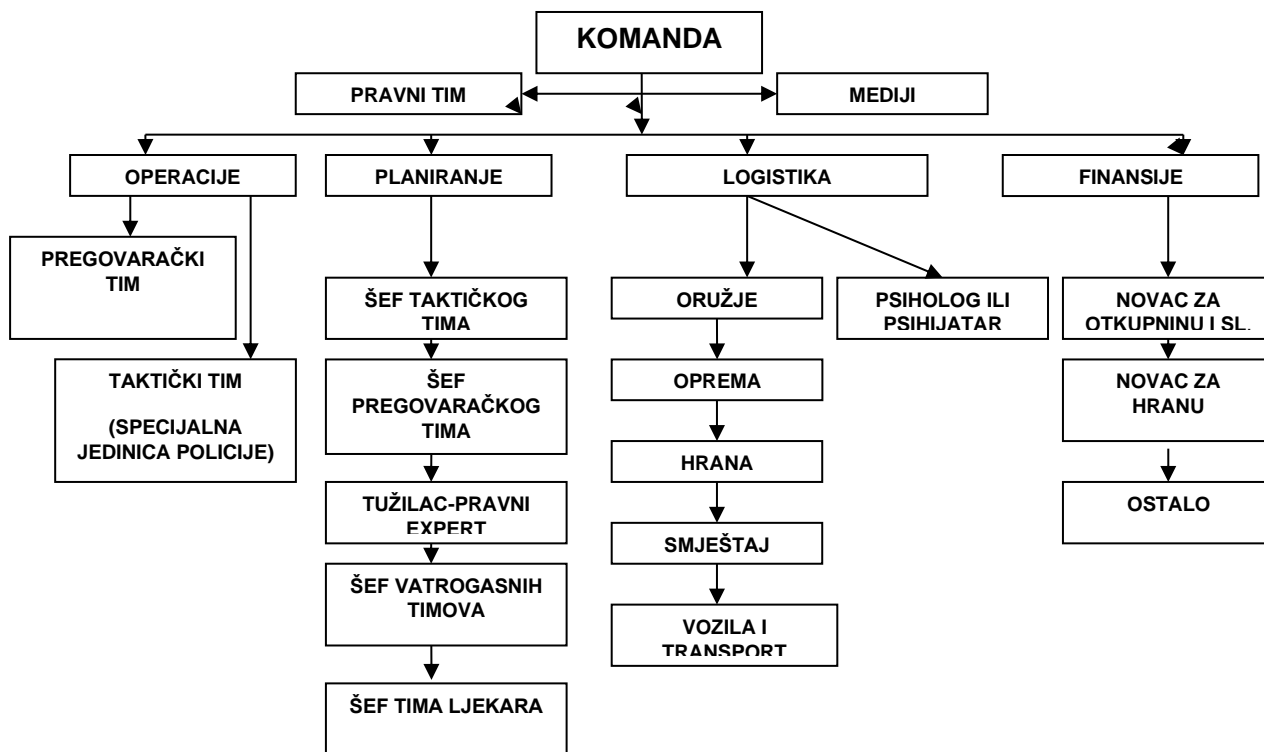 KOMANDA
PRAVNI TIM
MEDIJI
OPERACIJE
PLANIRANJE
LOGISTIKA
FINANSIJE
PREGOVARAČKI
TIM
ŠEF TAKTIČKOG
TIMA
ORUŽJE
PSIHOLOG ILI
PSIHIJATAR
NOVAC ZA
OTKUPNINU I SL.
TAKTIČKI TIM
(SPECIJALNA
JEDINICA POLICIJE)
ŠEF
PREGOVARAČKOG
TIMA
OPREMA
NOVAC ZA
HRANU
HRANA
TUŽILAC-PRAVNI
EXPERT
OSTALO
SMJEŠTAJ
ŠEF VATROGASNIH
TIMOVA
VOZILA I
TRANSPORT
ŠEF TIMA LJEKARA